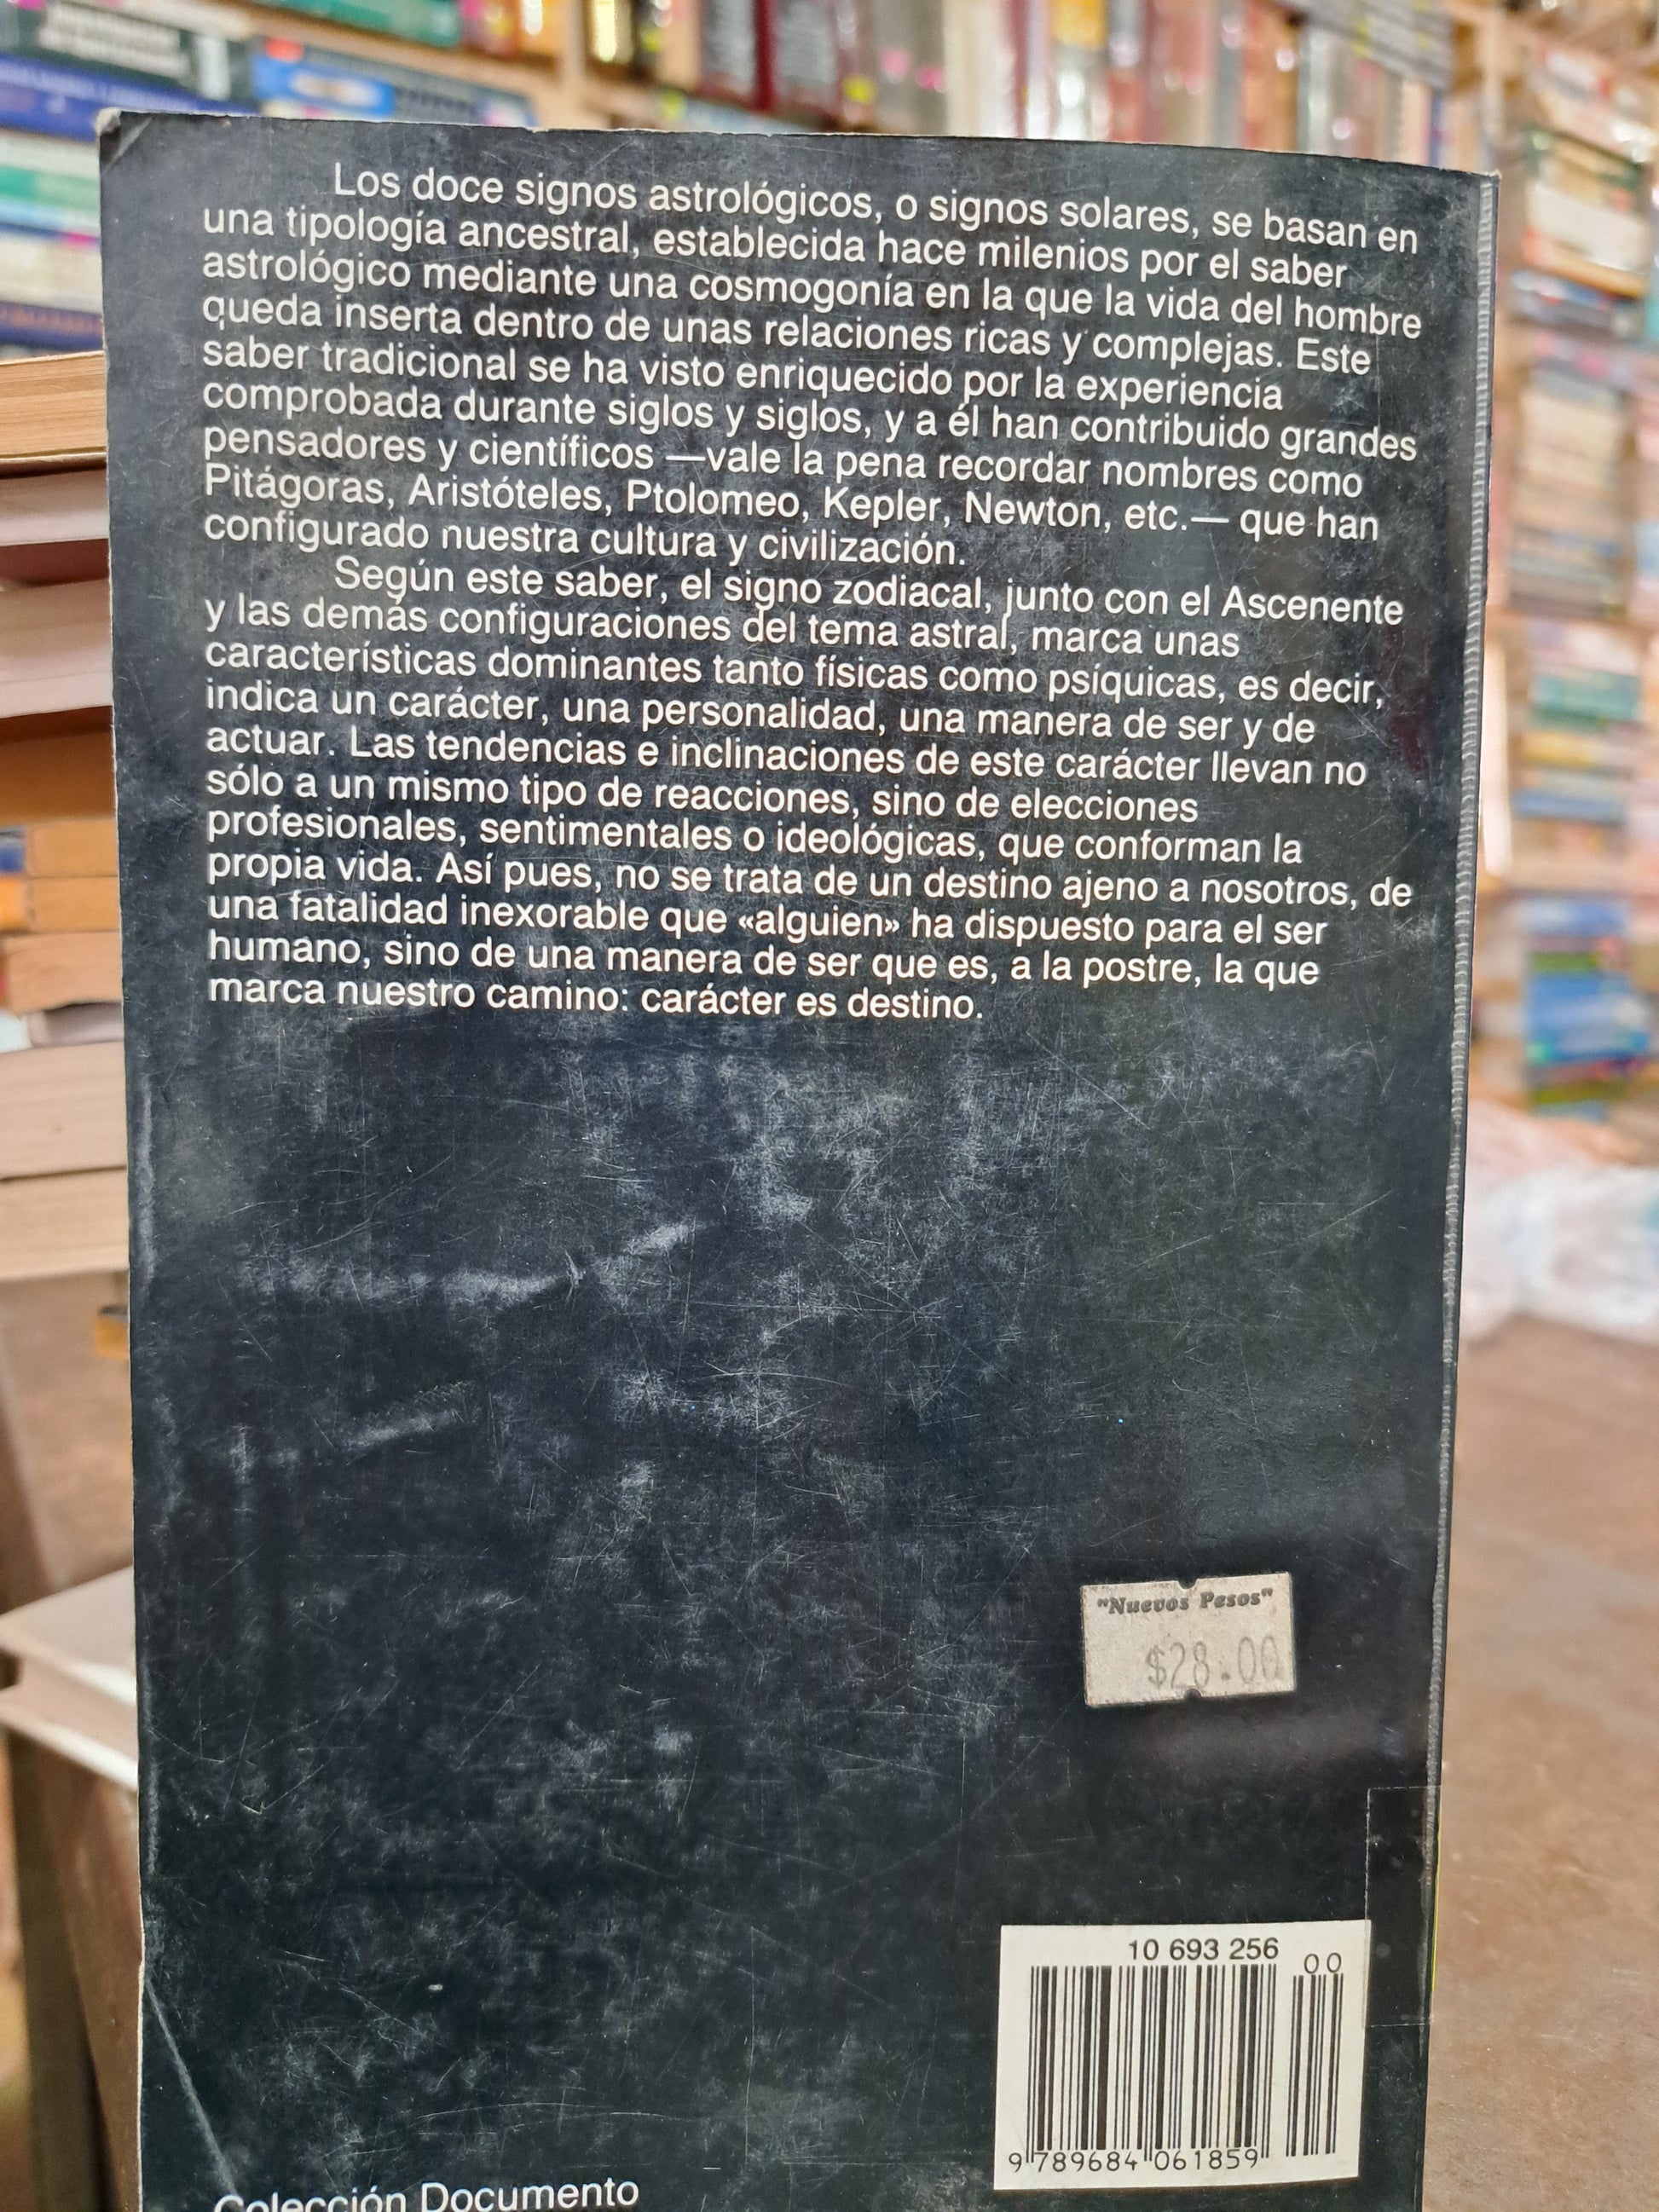 Los doce signos astrológicos, o signos solares, se basan en
una tipología ancestral, establecida hace milenios por el saber
astrológico mediante una cosmogonía en la que la vida del hombre
queda inserta dentro de unas relaciones ricas y complejas. Este
saber tradicional se ha visto enriquecido por la experiencia
comprobada durante siglos y siglos, y a él han contribuido grandes
pensadores y científicos —vale la pena recordar nombres como
Pitágoras, Aristóteles, Ptolomeo, Kepler, Newton, etc.— que han
configurado nuestra cultura y civilización.
Según este saber, el signo zodiacal, junto con el Ascenente
y las demás configuraciones del tema astral, marca unas
características dominantes tanto físicas como psíquicas, es decir,
indica un carácter, una personalidad, una manera de ser y de
actuar. Las tendencias e inclinaciones de este carácter llevan no
sólo a un mismo tipo de reacciones, sino de elecciones
profesionales, sentimentales o ideológicas, que conforman la
propia vida. Así pues, no se trata de un destino ajeno a nosotros, de
una fatalidad inexorable que «alguien» ha dispuesto para el ser
humano, sino de una manera de ser que es, a la postre, la que
marca nuestro camino: carácter es destino.
"Nuevos Pesos"
$28.00
10 693 256
00
9 789684 061859
Colección Documento